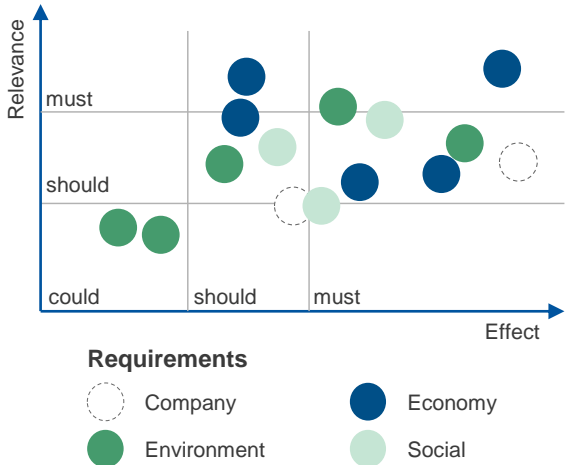 Relevance
must
should
could should must
Effect
Requirements
Company Economy
Environment Social